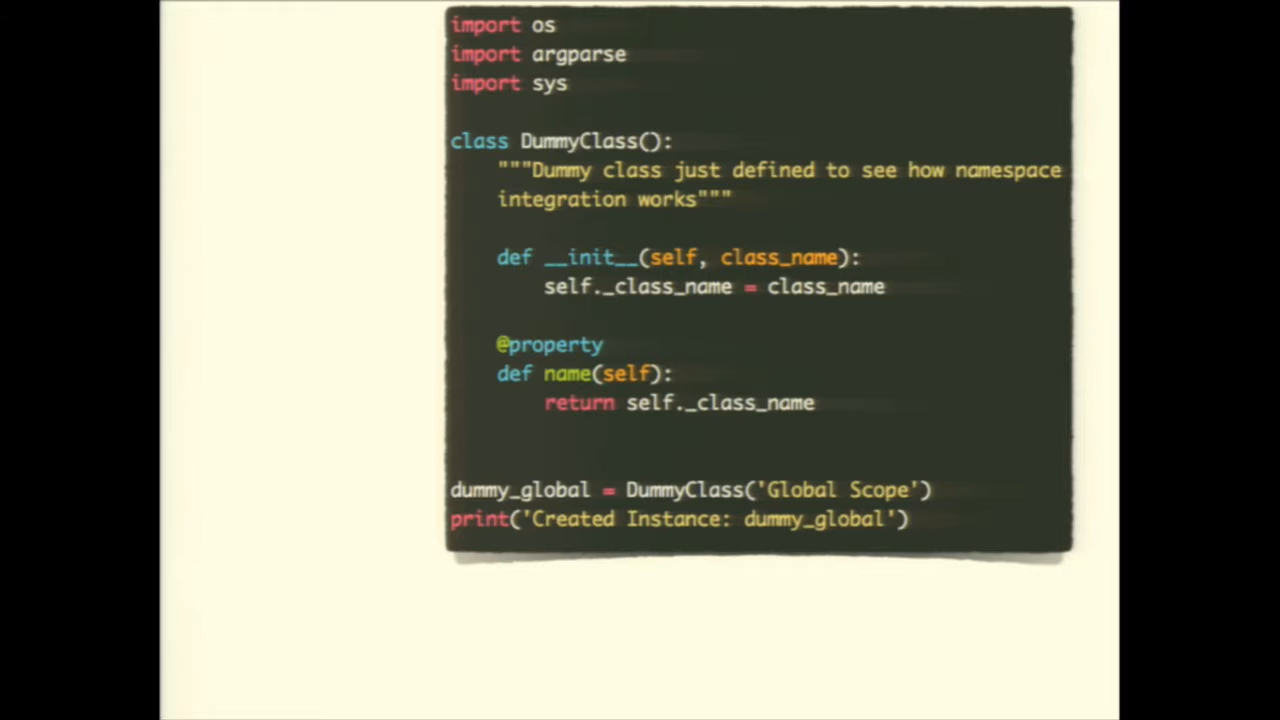 import os
import argparse
import sys
class DummyClass():
"""Dummy class just defined to see how namespace
integration works"""
def __init__(self, class_name):
self._class_name = class_name
@property
def name(self):
return self._class_name
dummy_global = DummyClass('Global Scope')
print('Created Instance: dummy_global')